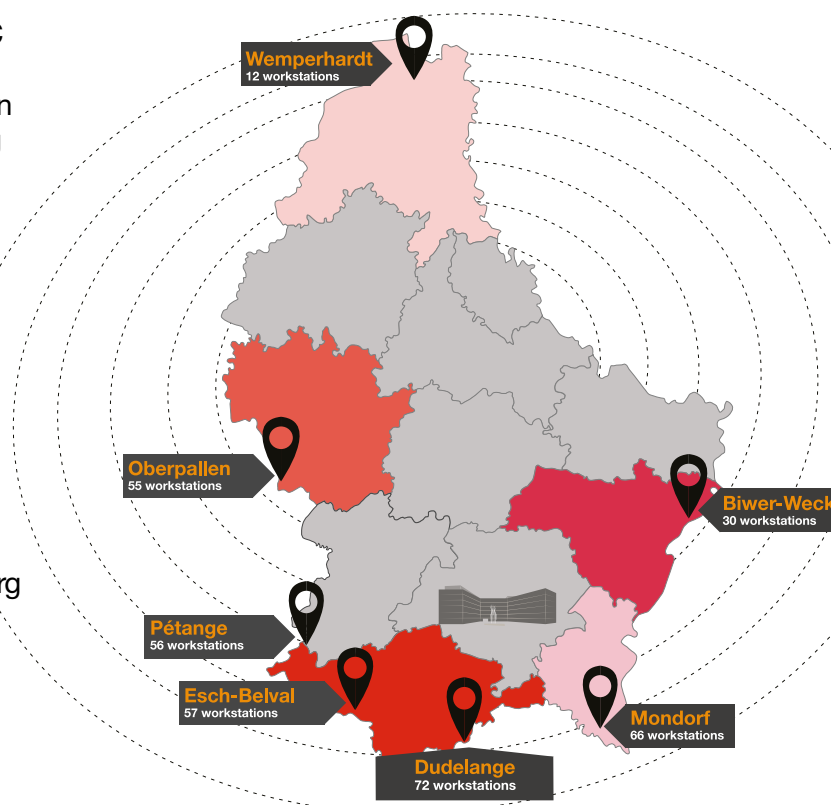 Wemperhardt
12 workstations
Oberpallen
55 workstations
Biwer-Weck
30 workstations
rg
Pétange
56 workstations
Esch-Belval
57 workstations
Mondorf
66 workstations
Dudelange
72 workstations